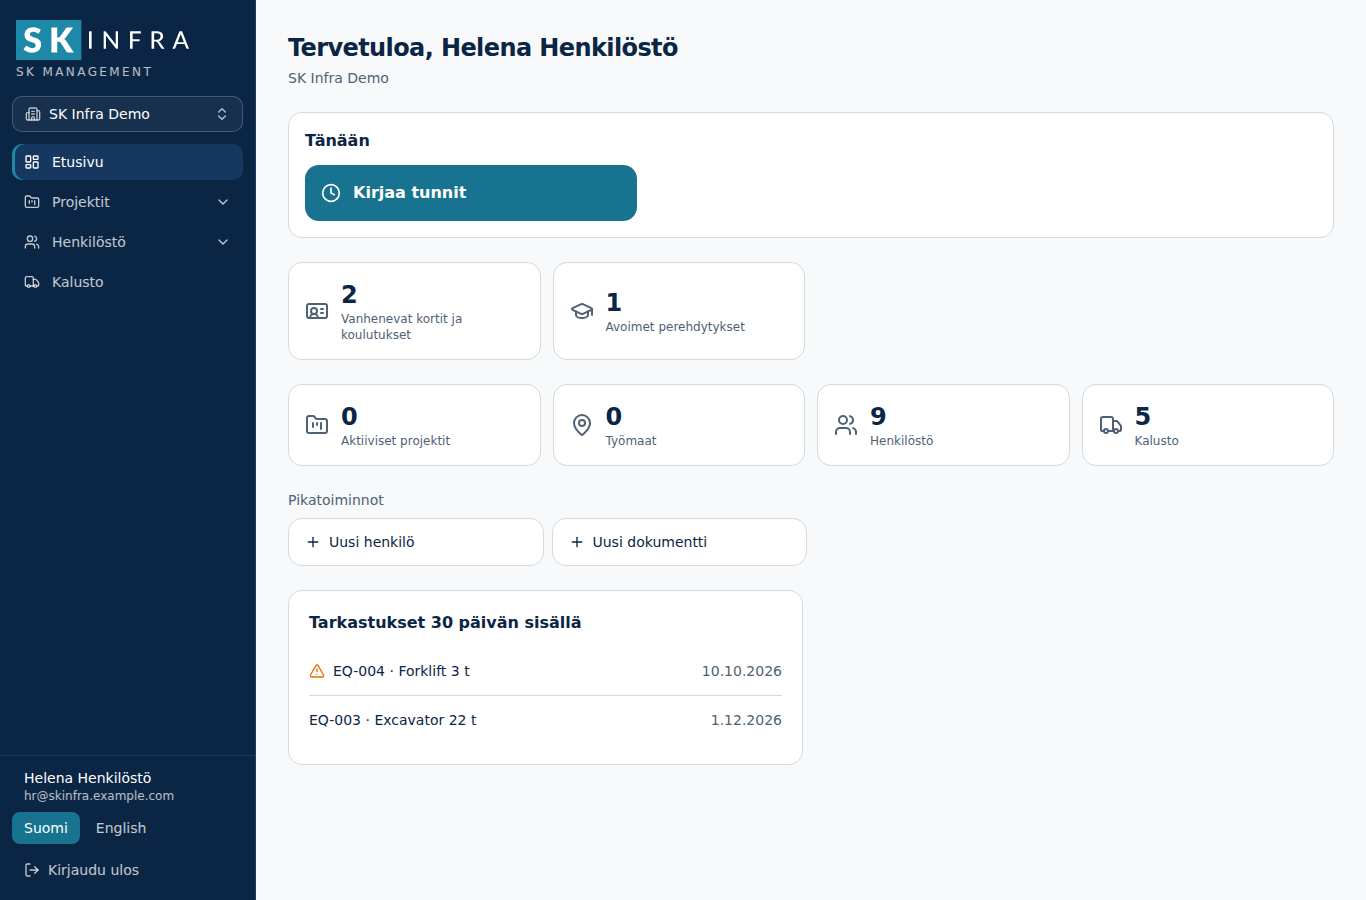 SK INFRA
SK MANAGEMENT
SK Infra Demo
Etusivu
Projektit
Henkilöstö
Kalusto
Helena Henkilöstö
hr@skinfra.example.com
Suomi English
Kirjaudu ulos
Tervetuloa, Helena Henkilöstö
SK Infra Demo
Tänään
Kirjaa tunnit
2
Vanhenevat kortit ja
koulutukset
1
Avoimet perehdytykset
0
Aktiiviset projektit
0
Työmaat
9
Henkilöstö
5
Kalusto
Pikatoiminnot
Uusi henkilö
Uusi dokumentti
Tarkastukset 30 päivän sisällä
EQ-004 · Forklift 3 t 10.10.2026
EQ-003 · Excavator 22 t 1.12.2026